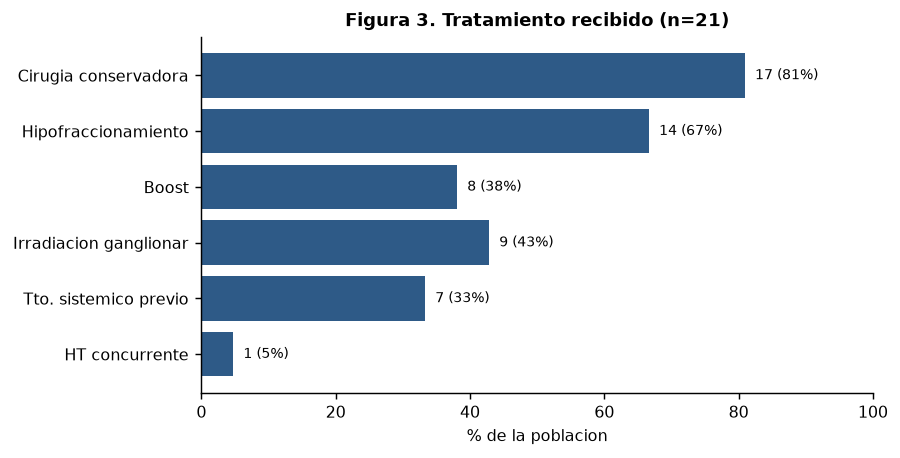 Figura 3. Tratamiento recibido (n=21)
Cirugia conservadora
17 (81%)
Hipofraccionamiento
14 (67%)
Boost
8 (38%)
Irradiacion ganglionar
9 (43%)
Tto. sistemico previo
7 (33%)
HT concurrente
1 (5%)
0 20 40 60 80 100
% de la poblacion